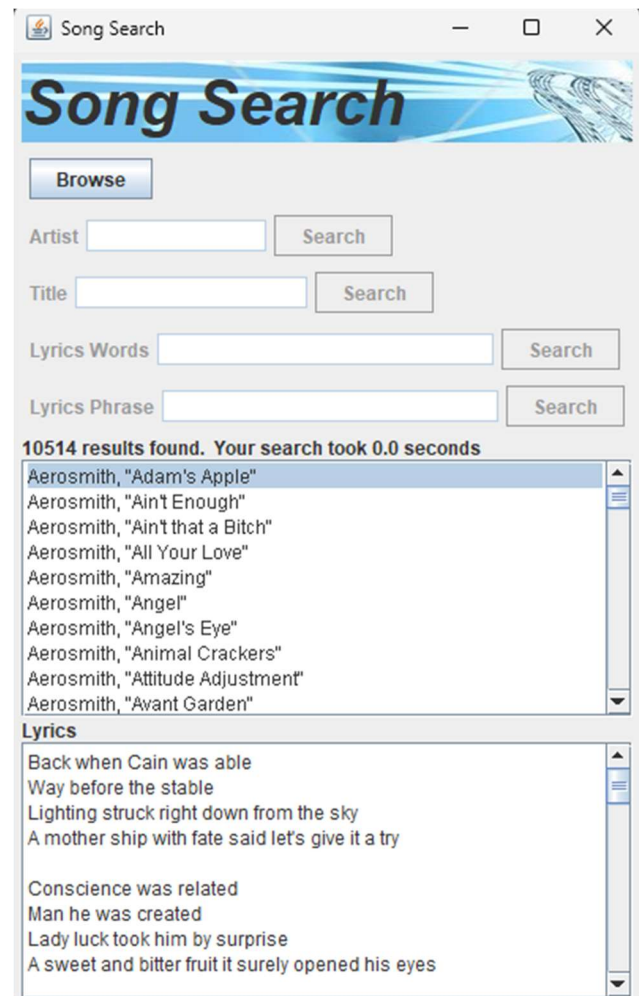 Song Search
Song Search
Browse
Artist Search
Title Search
Lyrics Words Search
Lyrics Phrase Search
10514 results found. Your search took 0.0 seconds
Aerosmith, "Adam's Apple"
Aerosmith, "Ain't Enough"
Aerosmith, "Ain't that a Bitch"
Aerosmith, "All Your Love"
Aerosmith, "Amazing"
Aerosmith, "Angel"
Aerosmith, "Angel's Eye"
Aerosmith, "Animal Crackers"
Aerosmith, "Attitude Adjustment"
Aerosmith, "Avant Garden"
Lyrics
Back when Cain was able
Way before the stable
Lighting struck right down from the sky
A mother ship with fate said let's give it a try
Conscience was related
Man he was created
Lady luck took him by surprise
A sweet and bitter fruit it surely opened his eyes